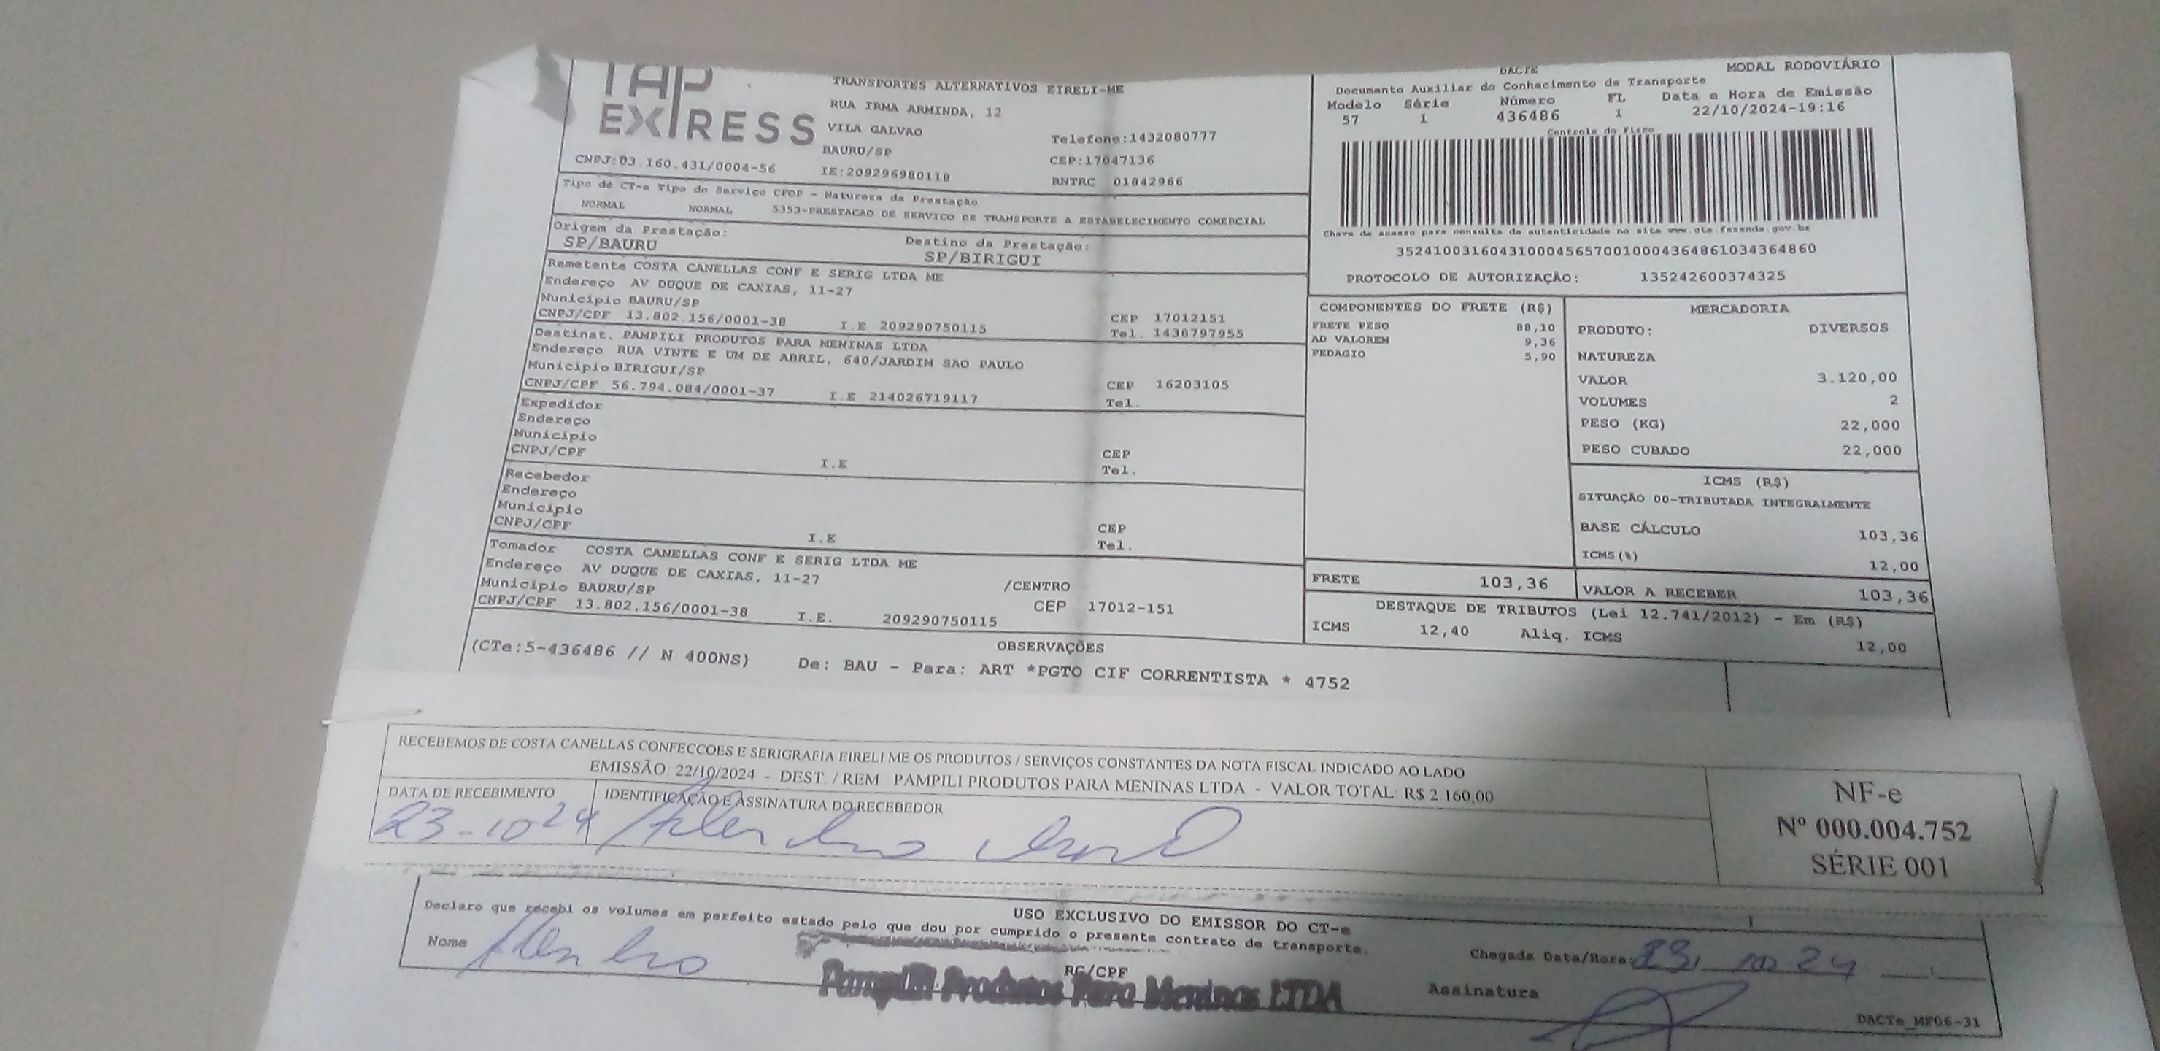 TAP
EXPRESS
TRANSPORTES ALTERNATIVOS EIRELI-ME
RUA IRMA ARMINDA, 12
VILA GALVAO
BAURU/SP
Telefone:1432080777
CEP:17047136
CNPJ:03.160.431/0004-56 IE:209296980118 RNTRC 01842966
Tipo de CT-e Tipo do Serviço CFOP - Natureza da Prestação
NORMAL NORMAL 5353-PRESTACAO DE SERVICO DE TRANSPORTE A ESTABELECIMENTO COMERCIAL
Origem da Prestação: Destino da Prestação:
SP/BAURU SP/BIRIGUI
Remetente COSTA CANELLAS CONF E SERIG LTDA ME
Endereço AV DUQUE DE CAXIAS, 11-27
Município BAURU/SP CEP 17012151
CNPJ/CPF 13.802.156/0001-38 I.E 209290750115 Tel. 1438797955
Destinat. PAMPILI PRODUTOS PARA MENINAS LTDA
Endereço RUA VINTE E UM DE ABRIL, 640/JARDIM SAO PAULO
Município BIRIGUI/SP CEP 16203105
CNPJ/CPF 56.794.084/0001-37 I.E 214026719117 Tel.
Expedidor
Endereço
Município CEP
CNPJ/CPF I.E Tel.
Recebedor
Endereço
Município CEP
CNPJ/CPF I.E Tel.
Tomador COSTA CANELLAS CONF E SERIG LTDA ME
Endereço AV DUQUE DE CAXIAS, 11-27 /CENTRO
Município BAURU/SP CEP 17012-151
CNPJ/CPF 13.802.156/0001-38 I.E. 209290750115
DACTE MODAL RODOVIÁRIO
Documento Auxiliar do Conhecimento de Transporte
Modelo Série Número FL Data e Hora de Emissão
57 1 436486 1 22/10/2024-19:16
Controle do Fisco
Chave de acesso para consulta de autenticidade no site www.cte.fazenda.gov.br
35241003160431000456570010004364861034364860
PROTOCOLO DE AUTORIZAÇÃO: 135242600374325
COMPONENTES DO FRETE (R$)
FRETE PESO 88,10
AD VALOREM 9,36
PEDAGIO 5,90
MERCADORIA
PRODUTO: DIVERSOS
NATUREZA
VALOR 3.120,00
VOLUMES 2
PESO (KG) 22,000
PESO CUBADO 22,000
ICMS (R$)
SITUAÇÃO 00-TRIBUTADA INTEGRALMENTE
BASE CÁLCULO 103,36
ICMS(%) 12,00
FRETE 103,36 VALOR A RECEBER 103,36
DESTAQUE DE TRIBUTOS (Lei 12.741/2012) - Em (R$)
ICMS 12,40 Aliq. ICMS 12,00
OBSERVAÇÕES
(CTe:5-436486 // N 400NS) De: BAU - Para: ART *PGTO CIF CORRENTISTA * 4752
RECEBEMOS DE COSTA CANELLAS CONFECCOES E SERIGRAFIA EIRELI ME OS PRODUTOS / SERVIÇOS CONSTANTES DA NOTA FISCAL INDICADO AO LADO
EMISSÃO: 22/10/2024 - DEST. / REM.: PAMPILI PRODUTOS PARA MENINAS LTDA - VALOR TOTAL: R$ 2.160,00
DATA DE RECEBIMENTO IDENTIFICAÇÃO E ASSINATURA DO RECEBEDOR
23-10 24
NF-e
Nº 000.004.752
SÉRIE 001
USO EXCLUSIVO DO EMISSOR DO CT-e
Declaro que recebi os volumes em perfeito estado pelo que dou por cumprido o presente contrato de transporte.
Nome RG/CPF
Pampili Produtos Para Meninas LTDA
Chegada Data/Hora: 23. 10 24
Assinatura
DACTe_MF06-31